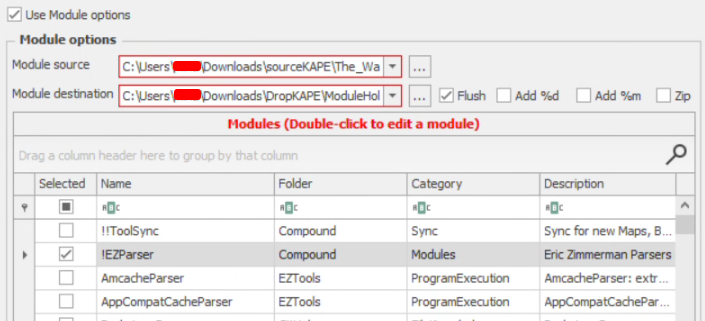 Use Module options
Module options
Module source C:\Users\ \Downloads\sourceKAPE\The_Wa ...
Module destination C:\Users\ \Downloads\DropKAPE\ModuleHol ... Flush Add %d Add %m Zip
Modules (Double-click to edit a module)
Drag a column header here to group by that column
Selected Name Folder Category Description
!!ToolSync Compound Sync Sync for new Maps, B...
!EZParser Compound Modules Eric Zimmerman Parsers
AmcacheParser EZTools ProgramExecution AmcacheParser: extr...
AppCompatCacheParser EZTools ProgramExecution AppCompatCachePar...